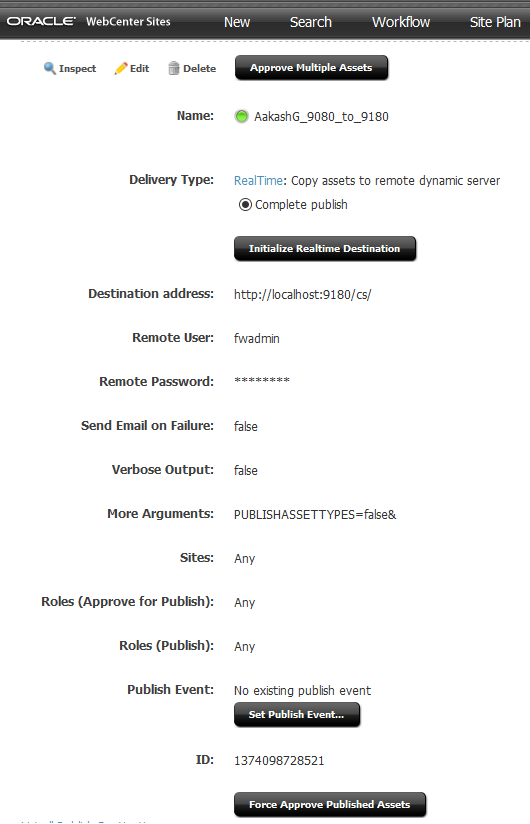 ORACLE WebCenter Sites New Search Workflow Site Plan
Inspect Edit Delete Approve Multiple Assets
Name: AakashG_9080_to_9180
Delivery Type: RealTime: Copy assets to remote dynamic server
Complete publish
Initialize Realtime Destination
Destination address: http://localhost:9180/cs/
Remote User: fwadmin
Remote Password: ********
Send Email on Failure: false
Verbose Output: false
More Arguments: PUBLISHASSETTYPES=false&
Sites: Any
Roles (Approve for Publish): Any
Roles (Publish): Any
Publish Event: No existing publish event
Set Publish Event...
ID: 1374098728521
Force Approve Published Assets